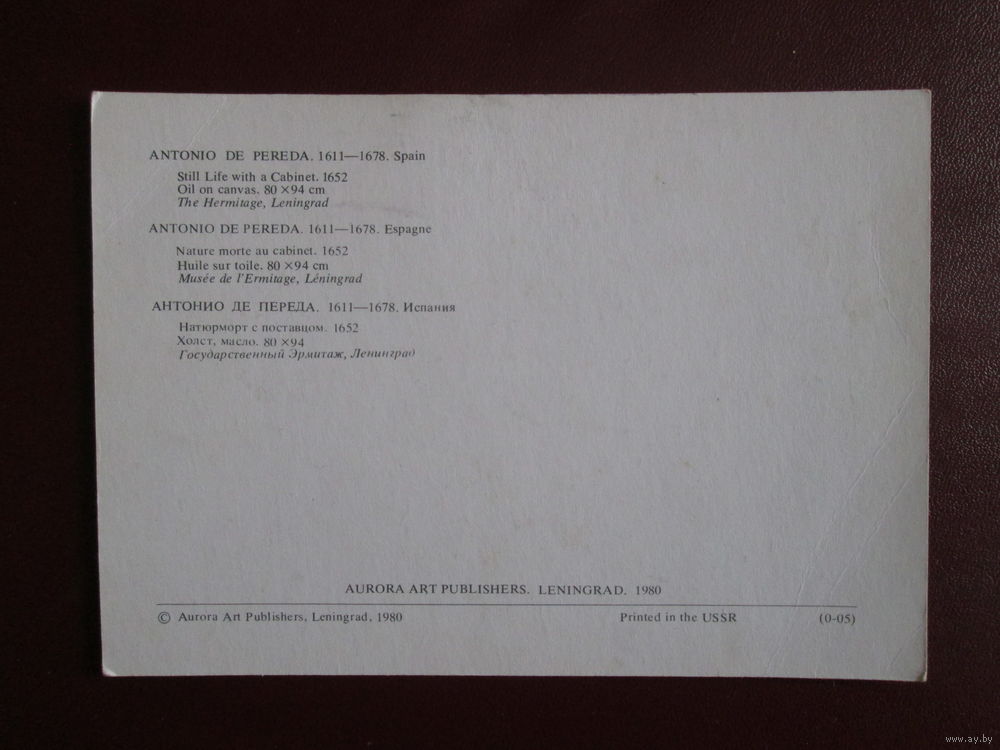 ANTONIO DE PEREDA. 1611—1678. Spain
Still Life with a Cabinet. 1652
Oil on canvas. 80 × 94 cm
The Hermitage, Leningrad
ANTONIO DE PEREDA. 1611—1678. Espagne
Nature morte au cabinet. 1652
Huile sur toile. 80 × 94 cm
Musée de l'Ermitage, Léningrad
АНТОНИО ДЕ ПЕРЕДА. 1611—1678. Испания
Натюрморт с поставцом. 1652
Холст, масло. 80 × 94
Государственный Эрмитаж, Ленинград
AURORA ART PUBLISHERS. LENINGRAD. 1980
© Aurora Art Publishers, Leningrad, 1980 Printed in the USSR (0-05)
www.ay.by